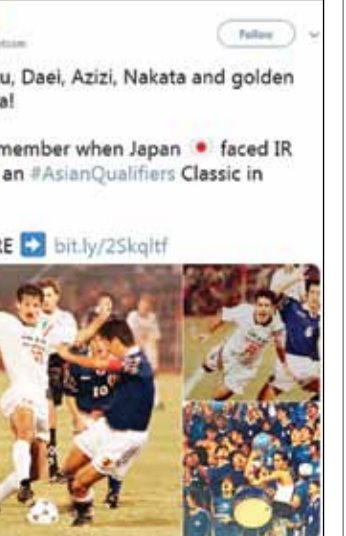 Follow
u, Daei, Azizi, Nakata and golden
a!
member when Japan 🇯🇵 faced IR
an #AsianQualifiers Classic in
RE ➡ bit.ly/2Skqltf
10